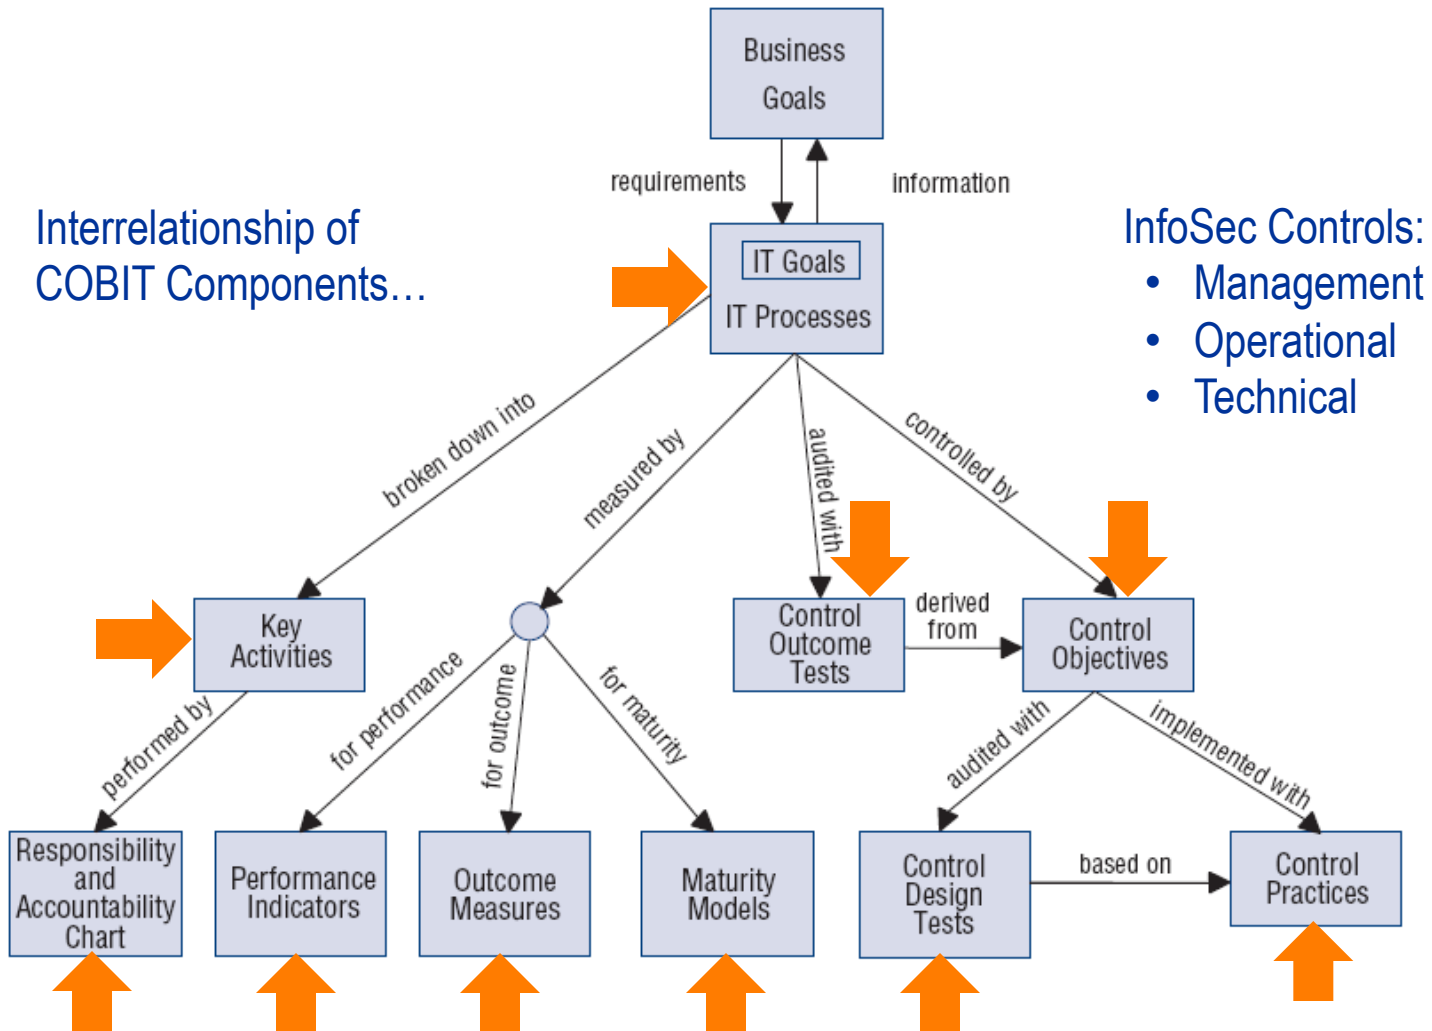 Business
Goals
requirements
information
Interrelationship of
COBIT Components…
InfoSec Controls:
• Management
• Operational
• Technical
IT Goals
IT Processes
broken down into
measured by
audited with
controlled by
Key
Activities
Control
Outcome
Tests
derived
from
Control
Objectives
performed by
for performance
for outcome
for maturity
audited with
implemented with
Responsibility
and
Accountability
Chart
Performance
Indicators
Outcome
Measures
Maturity
Models
Control
Design
Tests
based on
Control
Practices